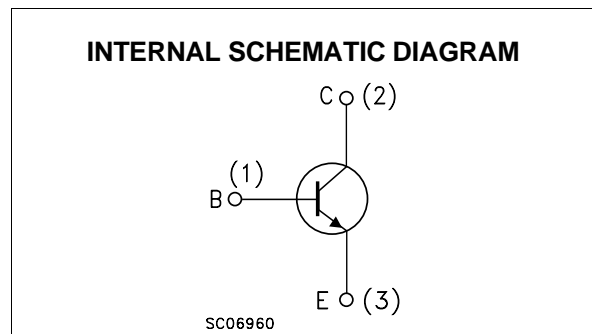 INTERNAL SCHEMATIC DIAGRAM
C (2)
(1)
B
E (3)
SC06960